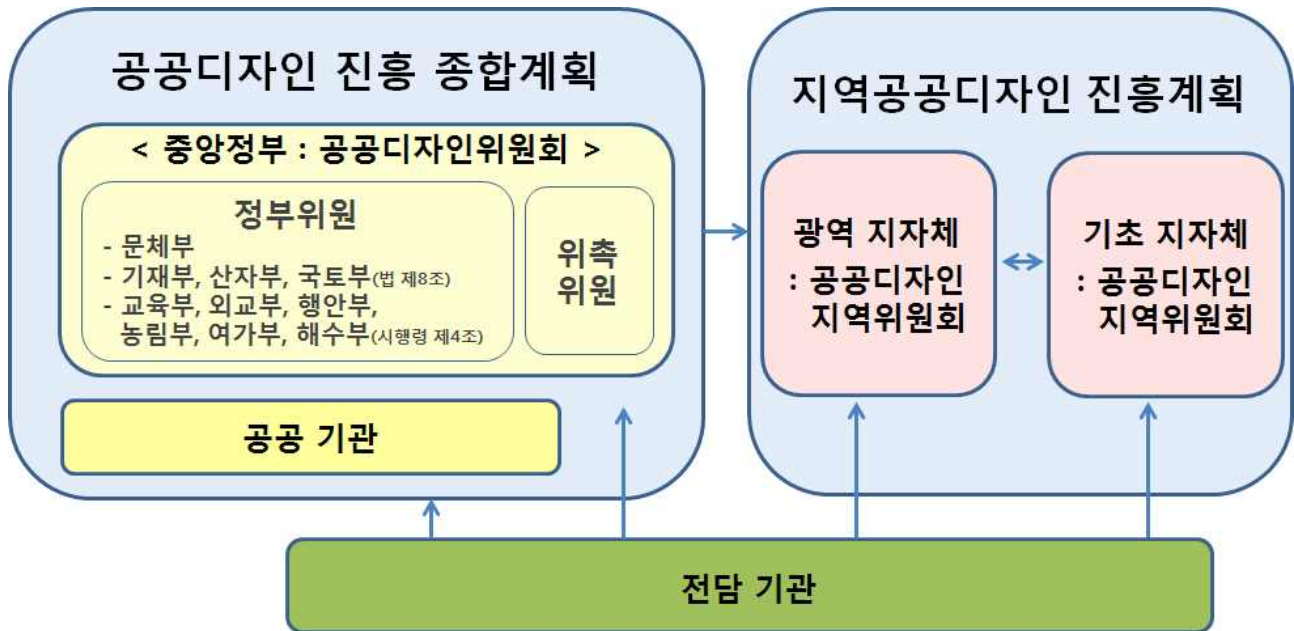 공공디자인 진흥 종합계획
< 중앙정부 : 공공디자인위원회 >
정부위원
- 문체부
- 기재부, 산자부, 국토부(법 제8조)
- 교육부, 외교부, 행안부,
농림부, 여가부, 해수부(시행령 제4조)
위촉
위원
공공 기관
지역공공디자인 진흥계획
광역 지자체
: 공공디자인
지역위원회
기초 지자체
: 공공디자인
지역위원회
전담 기관